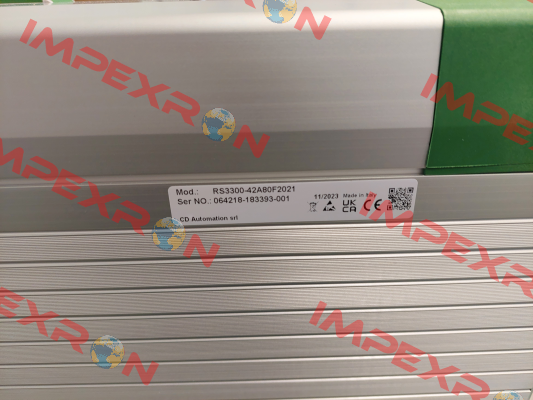 IMPEXRON
IMPEXRON
Mod.: RS3300-42A80F2021
Ser NO.: 064218-183393-001
CD Automation srl
11/2023 Made in Italy
UK CA CE
IMPEXRON
IMPEXRON
IMPEXRON